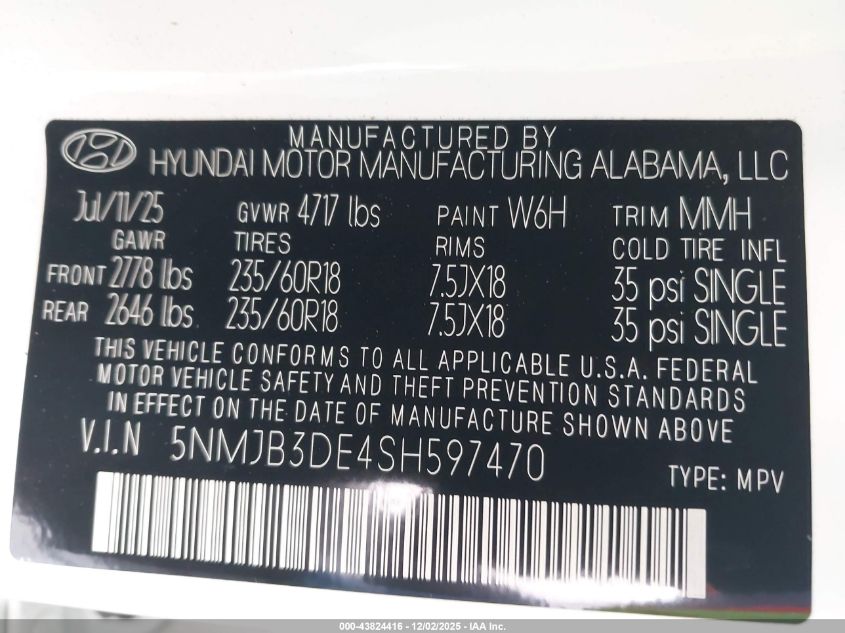 MANUFACTURED BY
HYUNDAI MOTOR MANUFACTURING ALABAMA, LLC
Jul/11/25 GVWR 4717 lbs PAINT W6H TRIM MMH
GAWR TIRES RIMS COLD TIRE INFL
FRONT 2778 lbs 235/60R18 7.5JX18 35 psi SINGLE
REAR 2646 lbs 235/60R18 7.5JX18 35 psi SINGLE
THIS VEHICLE CONFORMS TO ALL APPLICABLE U.S.A. FEDERAL
MOTOR VEHICLE SAFETY AND THEFT PREVENTION STANDARDS
IN EFFECT ON THE DATE OF MANUFACTURE SHOWN ABOVE
V.I.N 5NMJB3DE4SH597470 TYPE: MPV
000-43824416 - 12/02/2025 - IAA Inc.